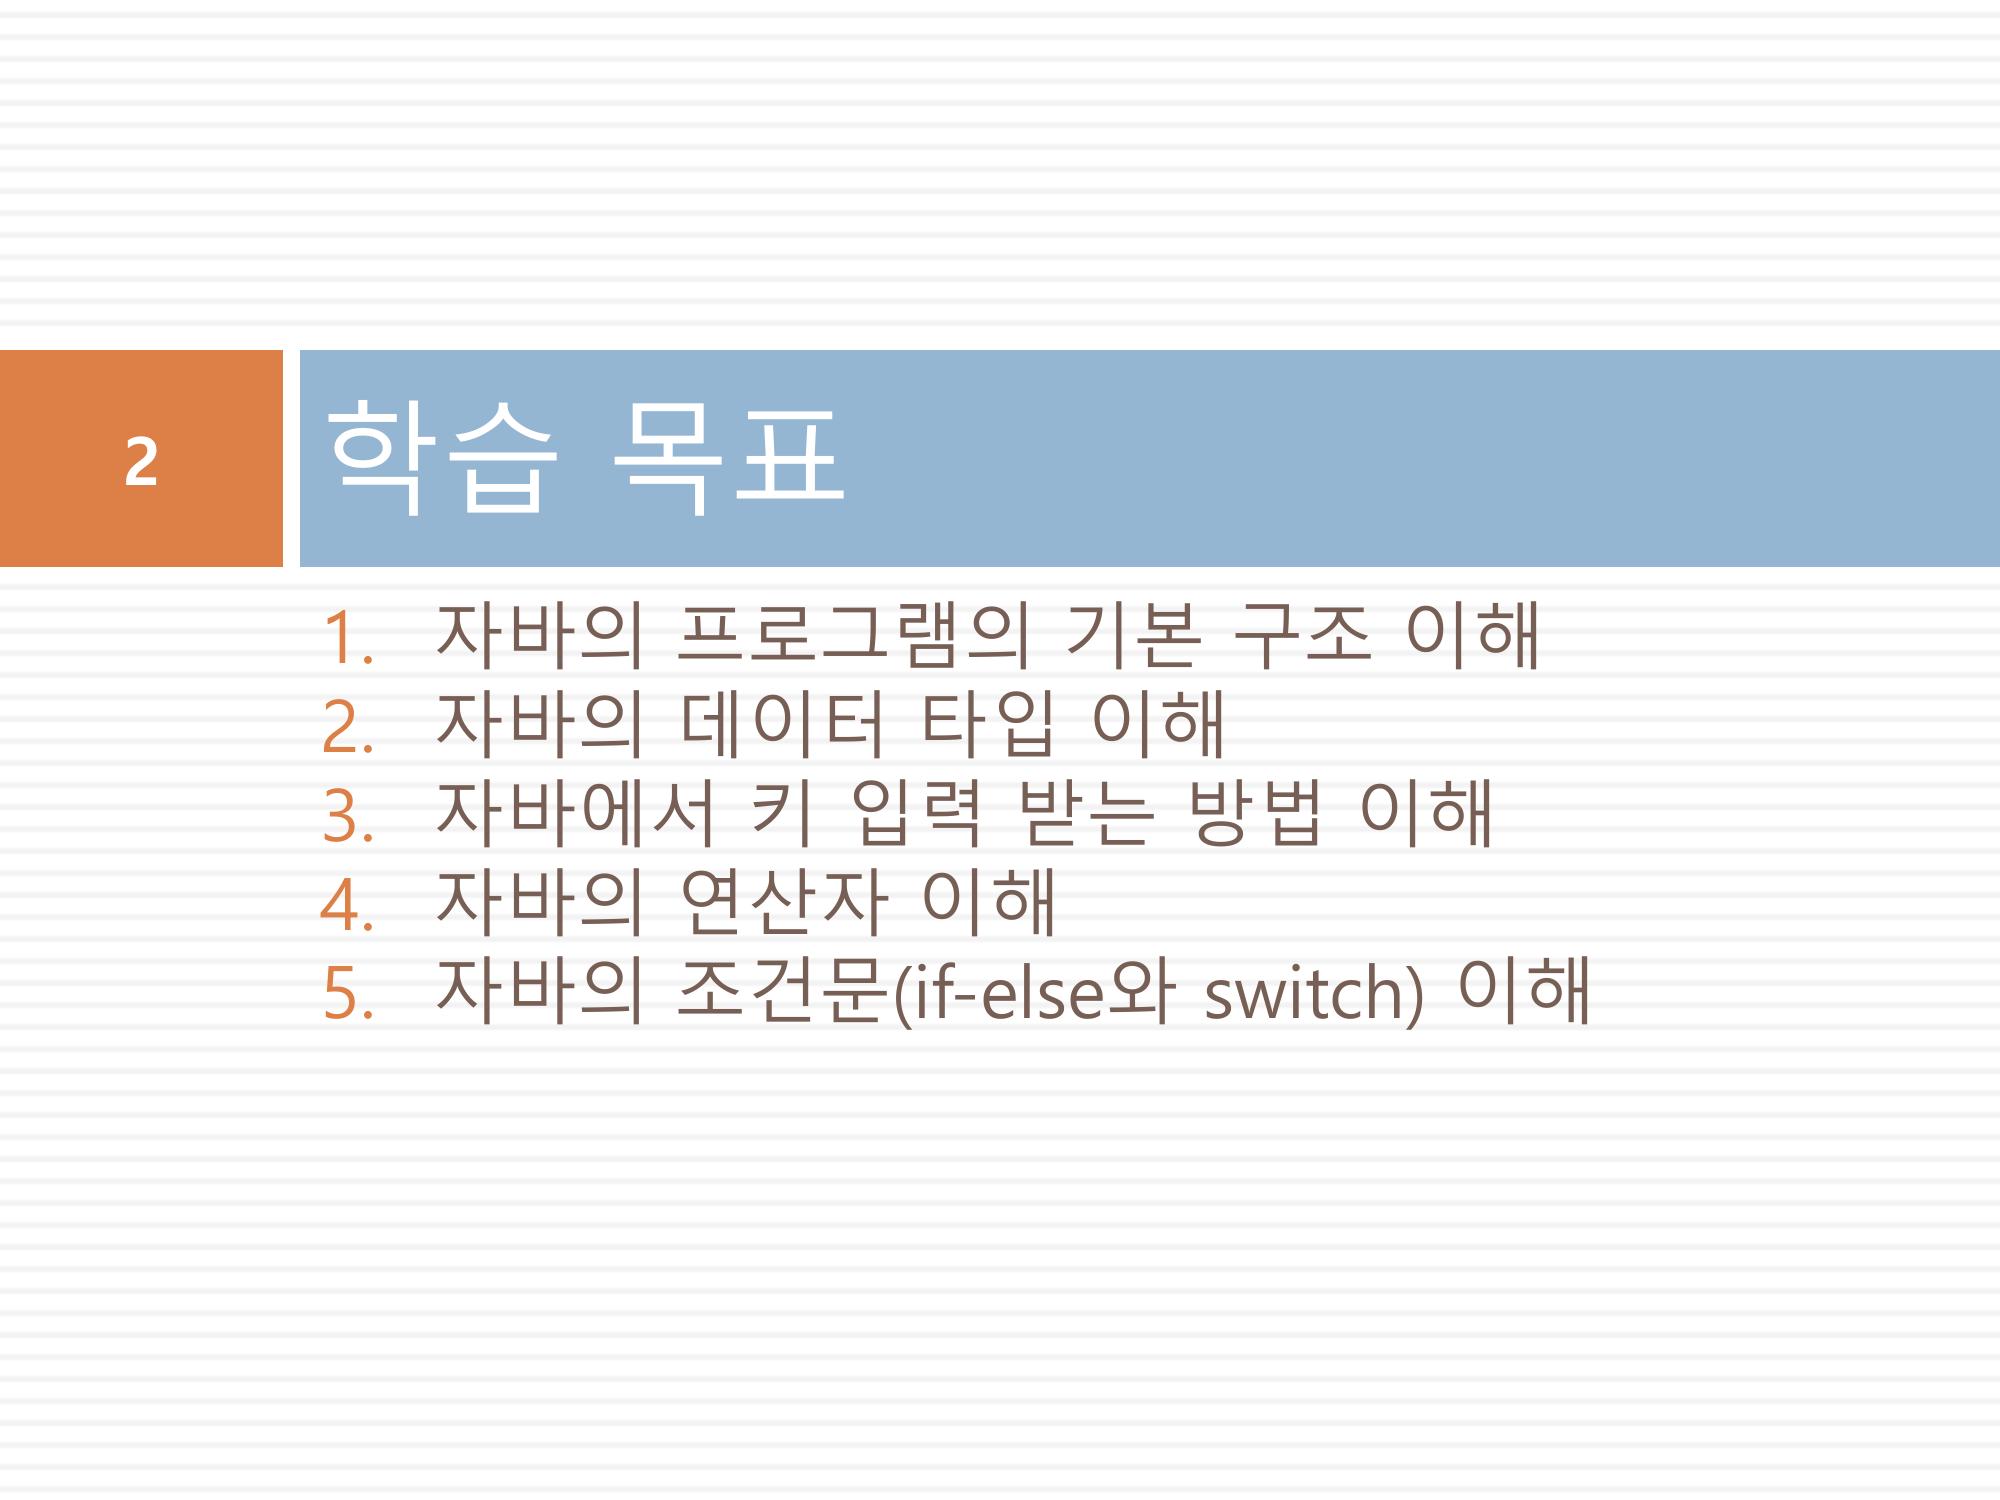 2
학습 목표
1. 자바의 프로그램의 기본 구조 이해
2. 자바의 데이터 타입 이해
3. 자바에서 키 입력 받는 방법 이해
4. 자바의 연산자 이해
5. 자바의 조건문(if-else와 switch) 이해